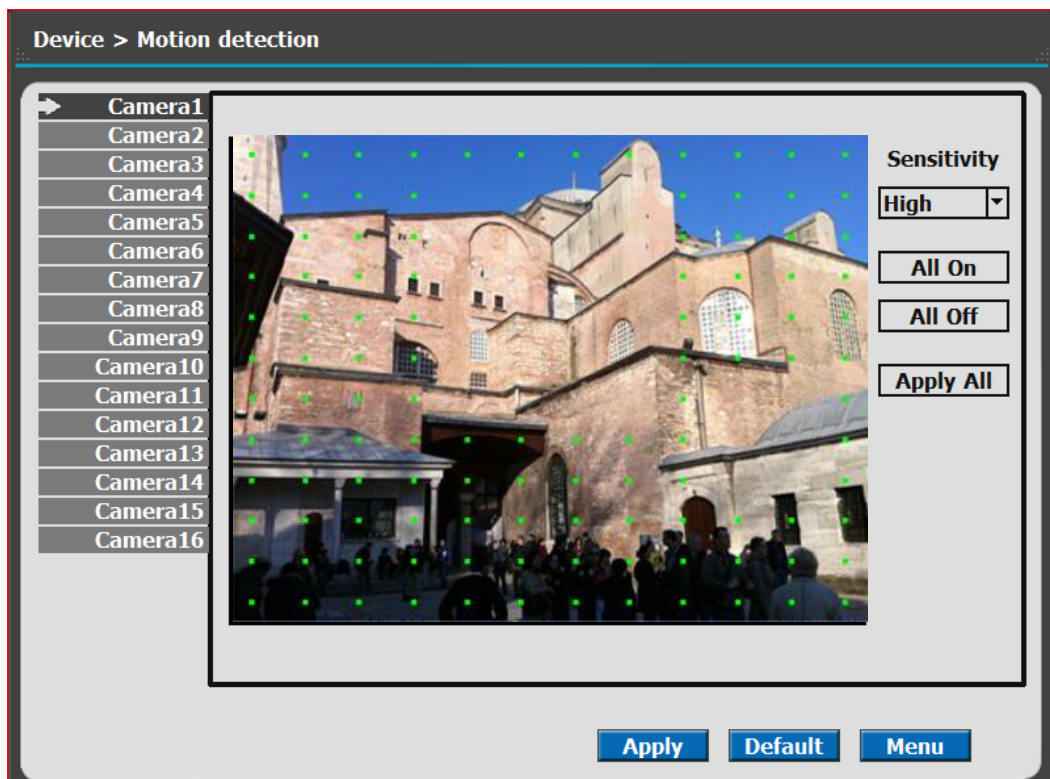 Device > Motion detection
Camera1
Camera2
Camera3
Camera4
Camera5
Camera6
Camera7
Camera8
Camera9
Camera10
Camera11
Camera12
Camera13
Camera14
Camera15
Camera16
Sensitivity
High
All On
All Off
Apply All
Apply
Default
Menu